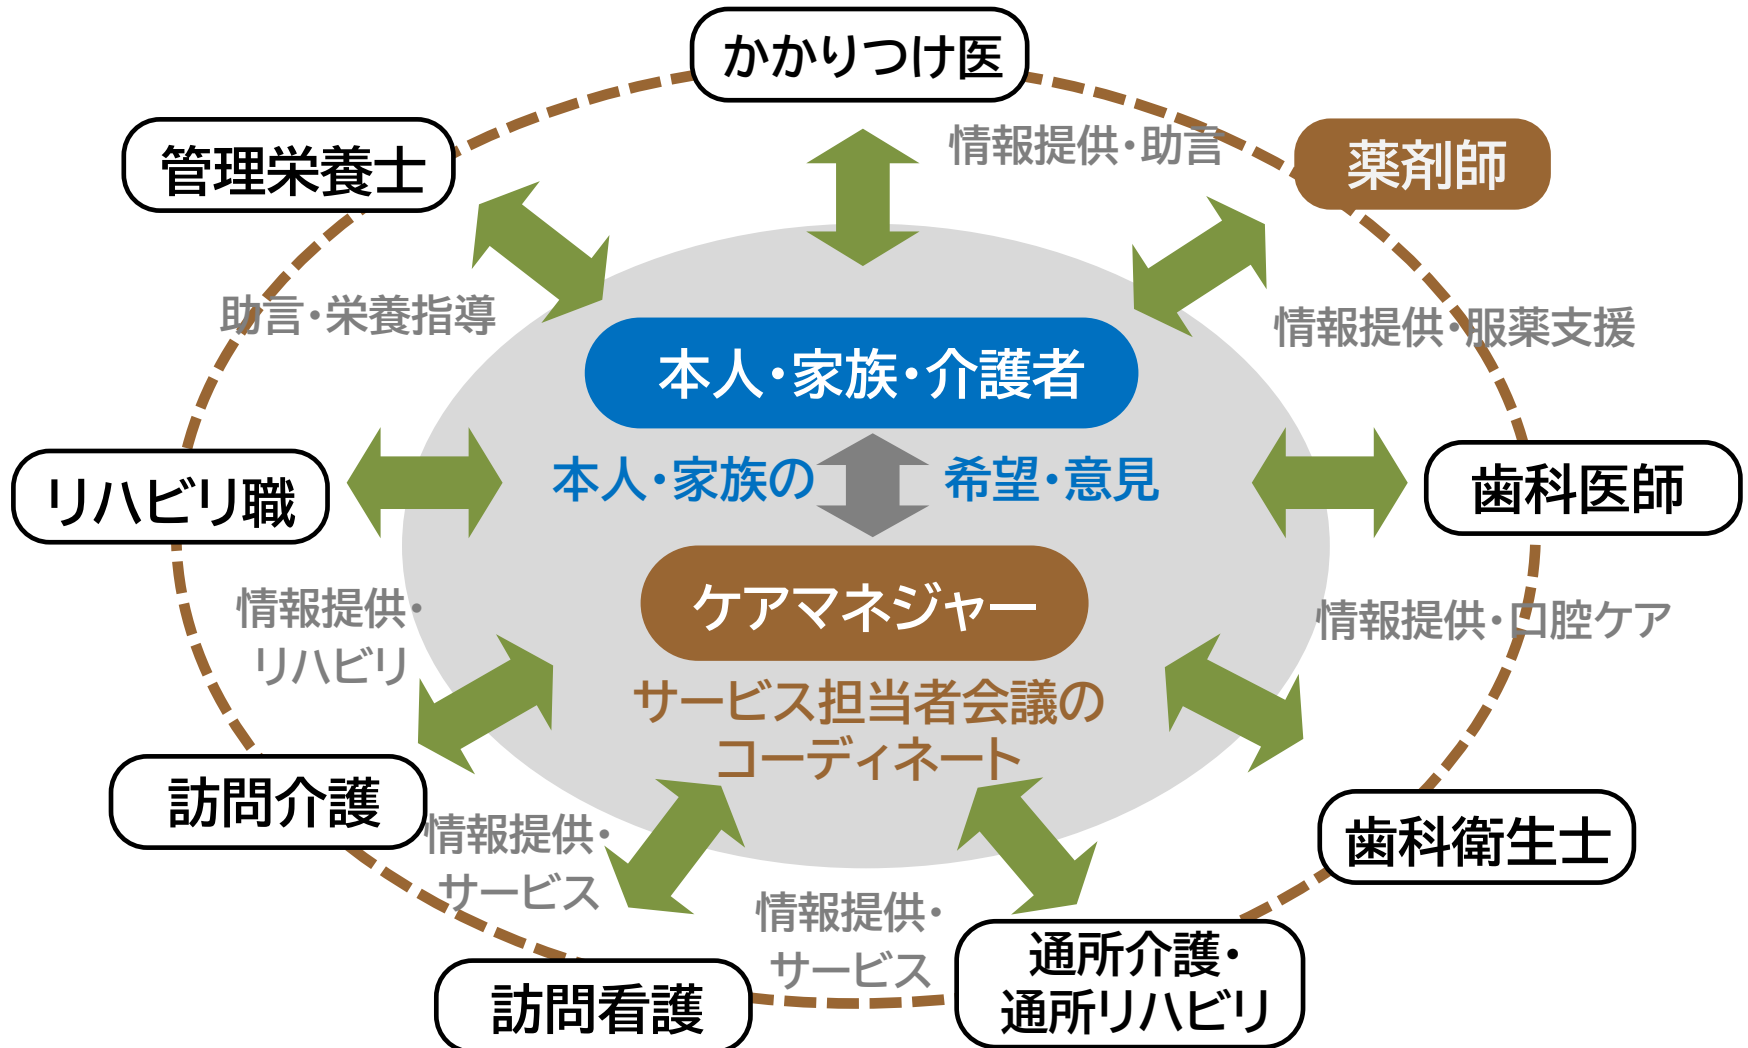 かかりつけ医
情報提供・助言
管理栄養士
薬剤師
助言・栄養指導
情報提供・服薬支援
本人・家族・介護者
本人・家族の
希望・意見
リハビリ職
歯科医師
ケアマネジャー
情報提供・
リハビリ
情報提供・口腔ケア
サービス担当者会議の
コーディネート
訪問介護
情報提供・
サービス
歯科衛生士
情報提供・
サービス
通所介護・
通所リハビリ
訪問看護